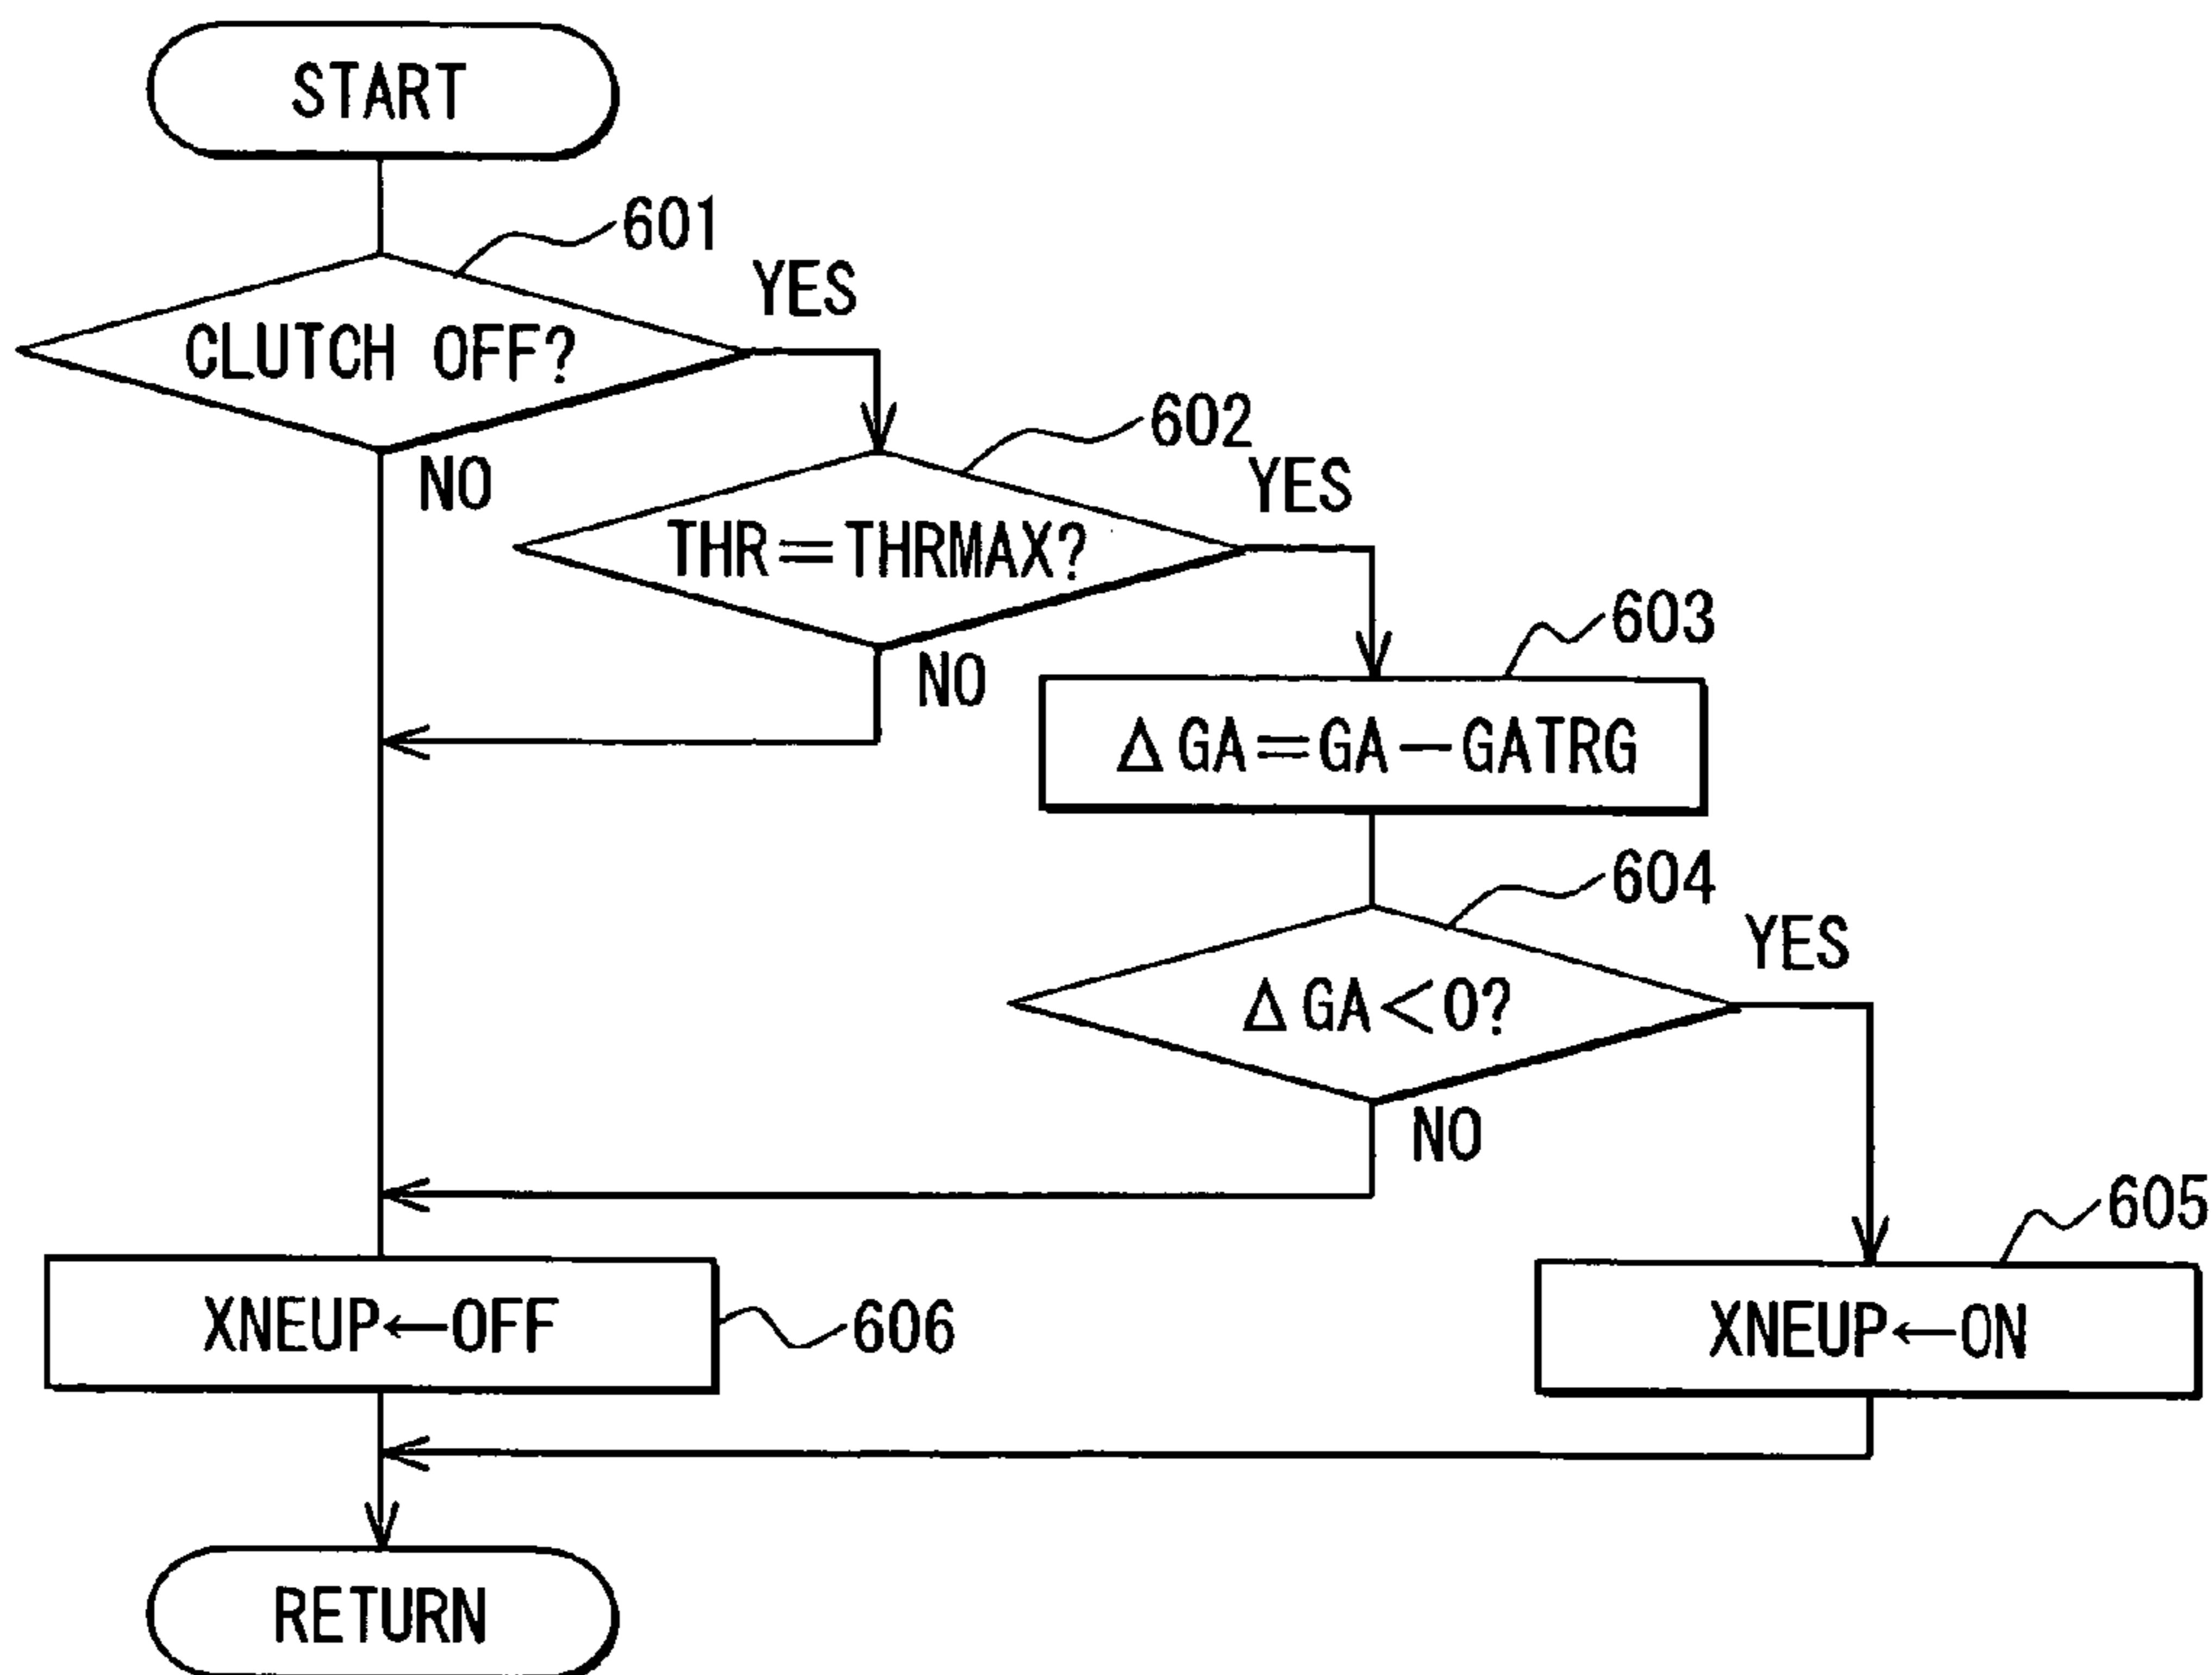 START
601
YES
CLUTCH OFF?
NO
602
YES
THR=THRMAX?
NO
603
ΔGA=GA-GATRG
604
YES
ΔGA<0?
NO
605
XNEUP←OFF
606
XNEUP←ON
RETURN